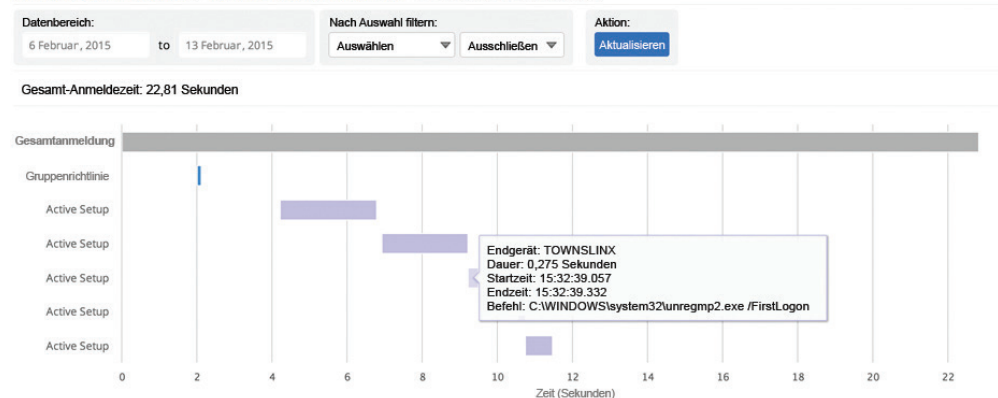 Datenbereich:
6 Februar, 2015 to 13 Februar, 2015
Nach Auswahl filtern:
Auswählen Ausschließen
Aktion:
Aktualisieren
Gesamt-Anmeldezeit: 22,81 Sekunden
Gesamtanmeldung
Gruppenrichtlinie
Active Setup
Active Setup
Active Setup
Active Setup
Active Setup
Endgerät: TOWNSLINX
Dauer: 0,275 Sekunden
Startzeit: 15:32:39.057
Endzeit: 15:32:39.332
Befehl: C:\WINDOWS\system32\unregmp2.exe /FirstLogon
0 2 4 6 8 10 12 14 16 18 20 22
Zeit (Sekunden)